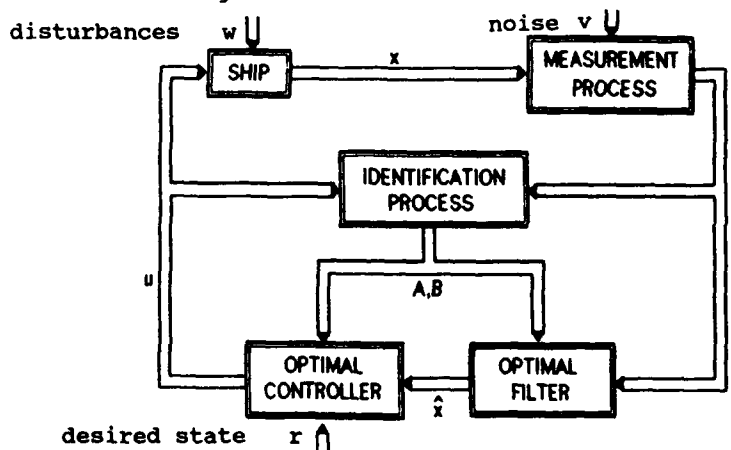 disturbances w
noise v
SHIP
x
MEASUREMENT
PROCESS
IDENTIFICATION
PROCESS
u
A,B
OPTIMAL
CONTROLLER
x̂
OPTIMAL
FILTER
desired state r